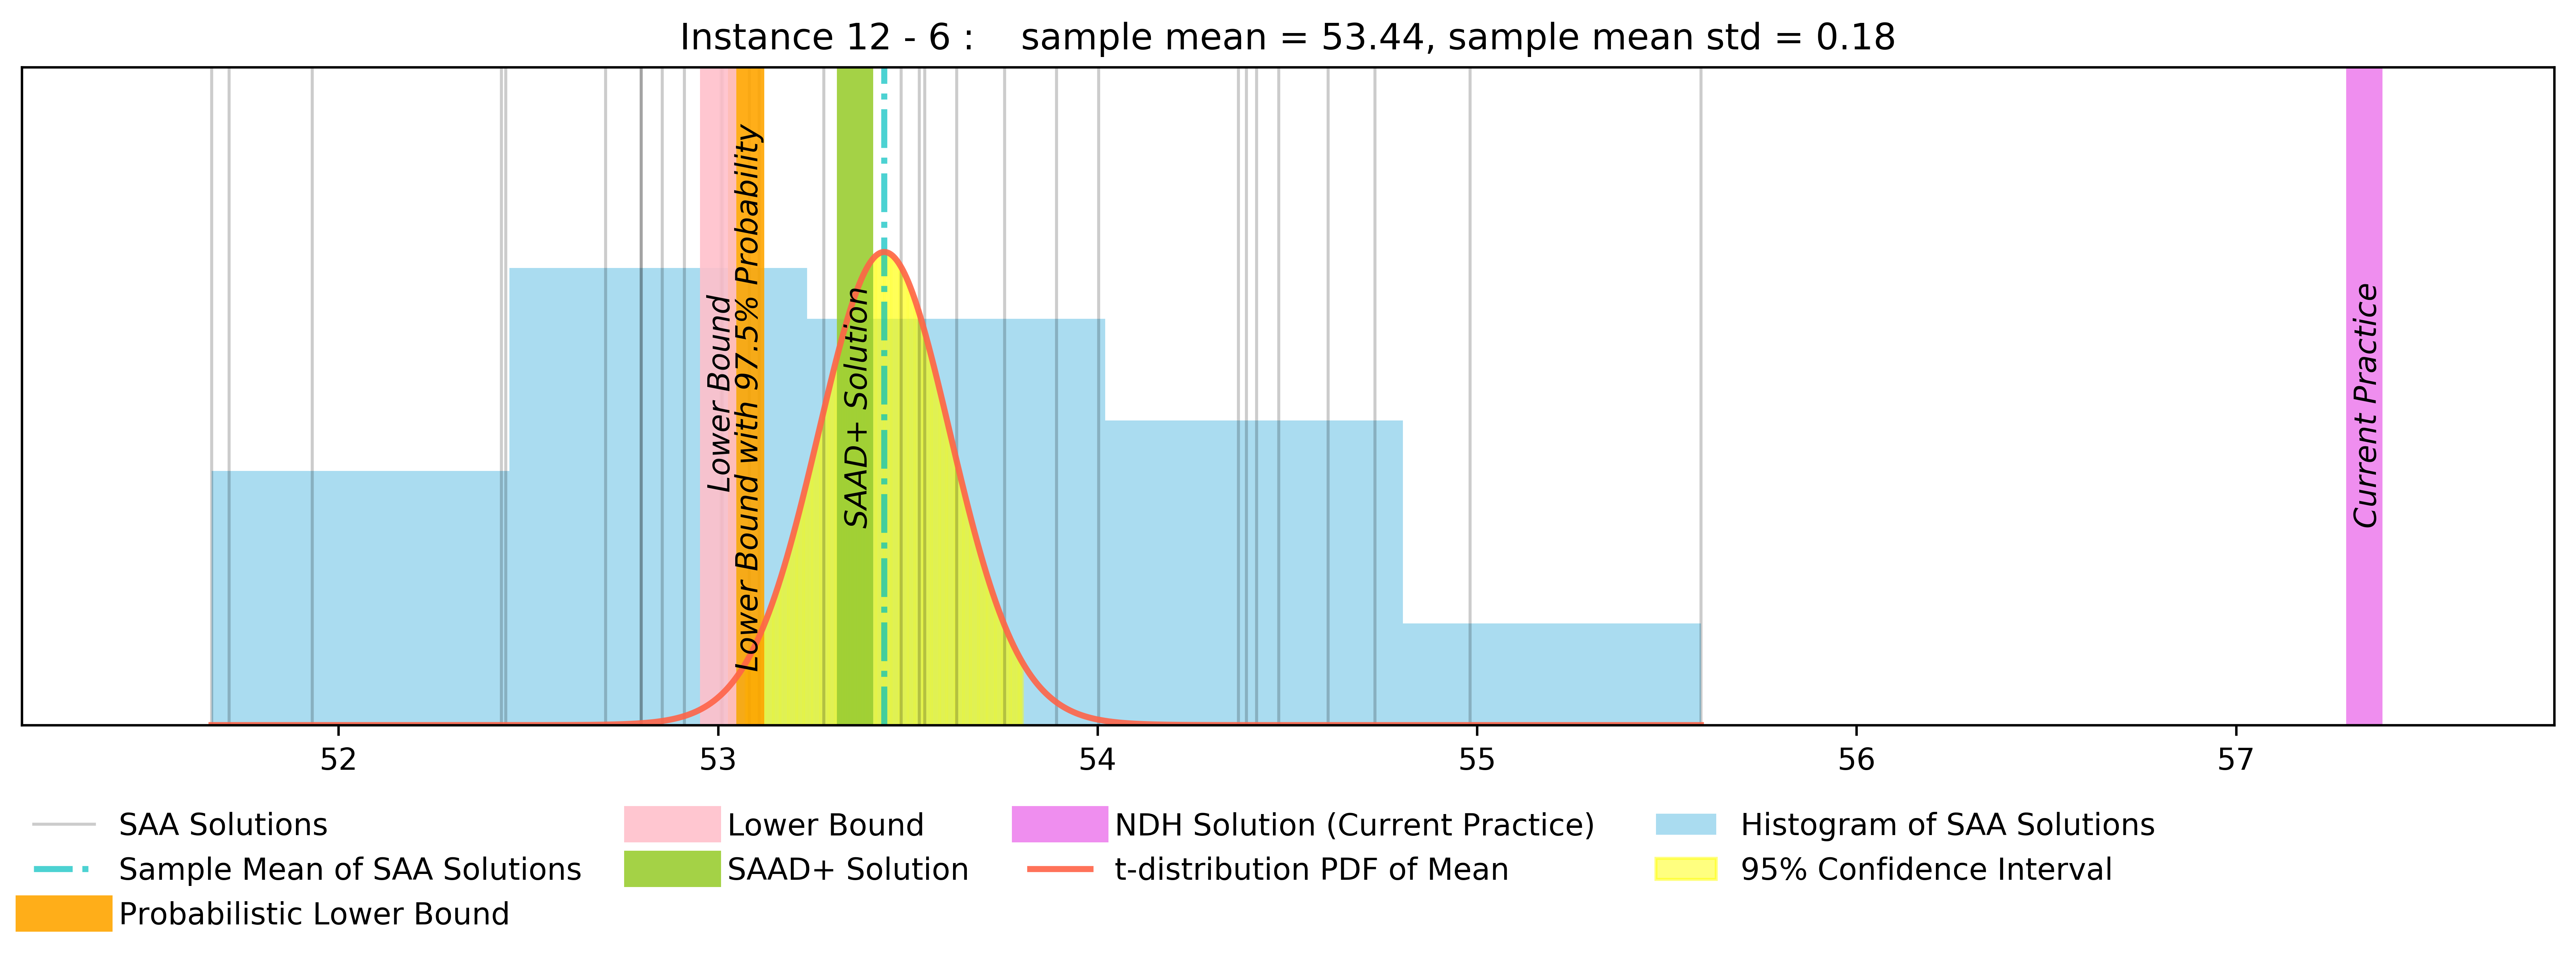 Instance 12 - 6 :    sample mean = 53.44, sample mean std = 0.18
Lower Bound
Lower Bound with 97.5% Probability
SAAD+ Solution
Current Practice
52 53 54 55 56 57
SAA Solutions
Sample Mean of SAA Solutions
Probabilistic Lower Bound
Lower Bound
SAAD+ Solution
NDH Solution (Current Practice)
t-distribution PDF of Mean
Histogram of SAA Solutions
95% Confidence Interval